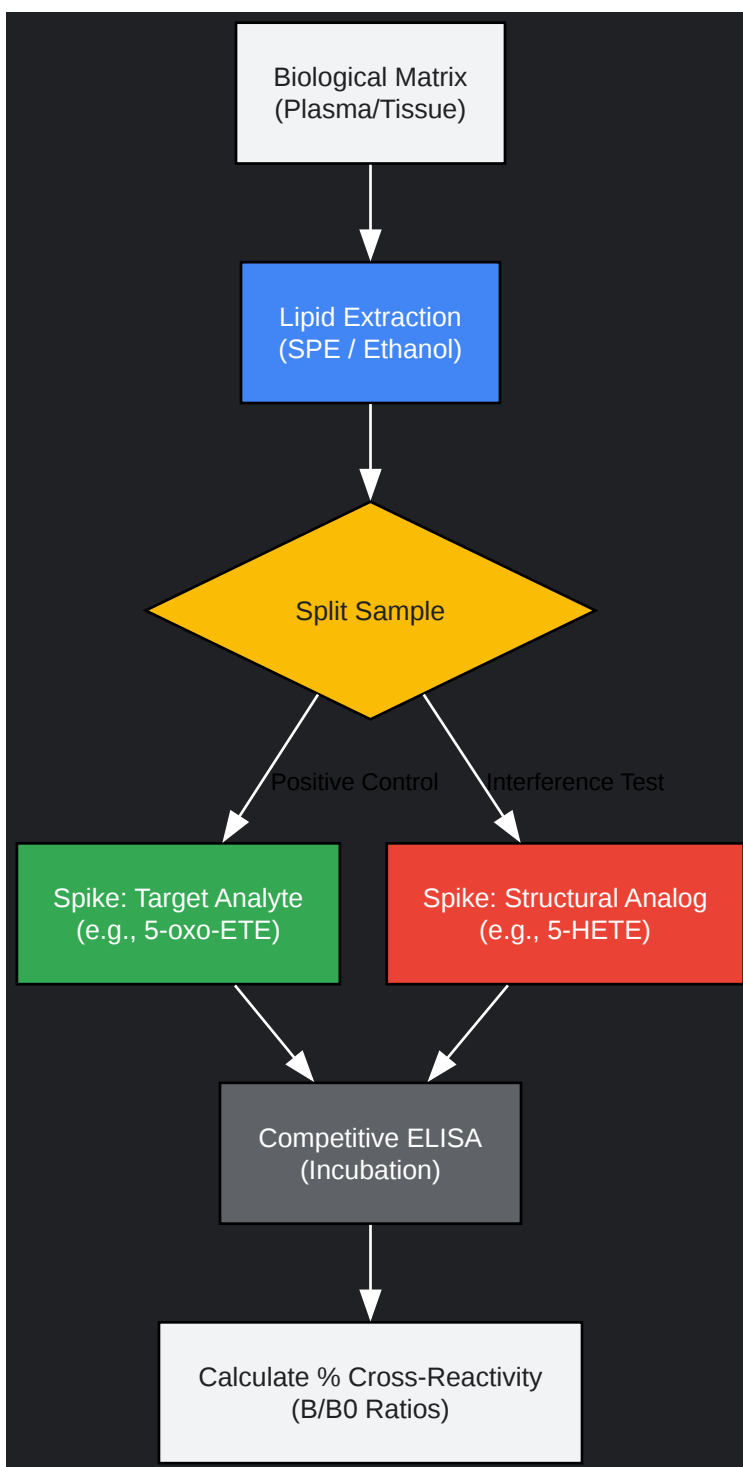 Biological Matrix
(Plasma/Tissue)
Lipid Extraction
(SPE / Ethanol)
Split Sample
Positive Control
Interference Test
Spike: Target Analyte
(e.g., 5-oxo-ETE)
Spike: Structural Analog
(e.g., 5-HETE)
Competitive ELISA
(Incubation)
Calculate % Cross-Reactivity
(B/B0 Ratios)